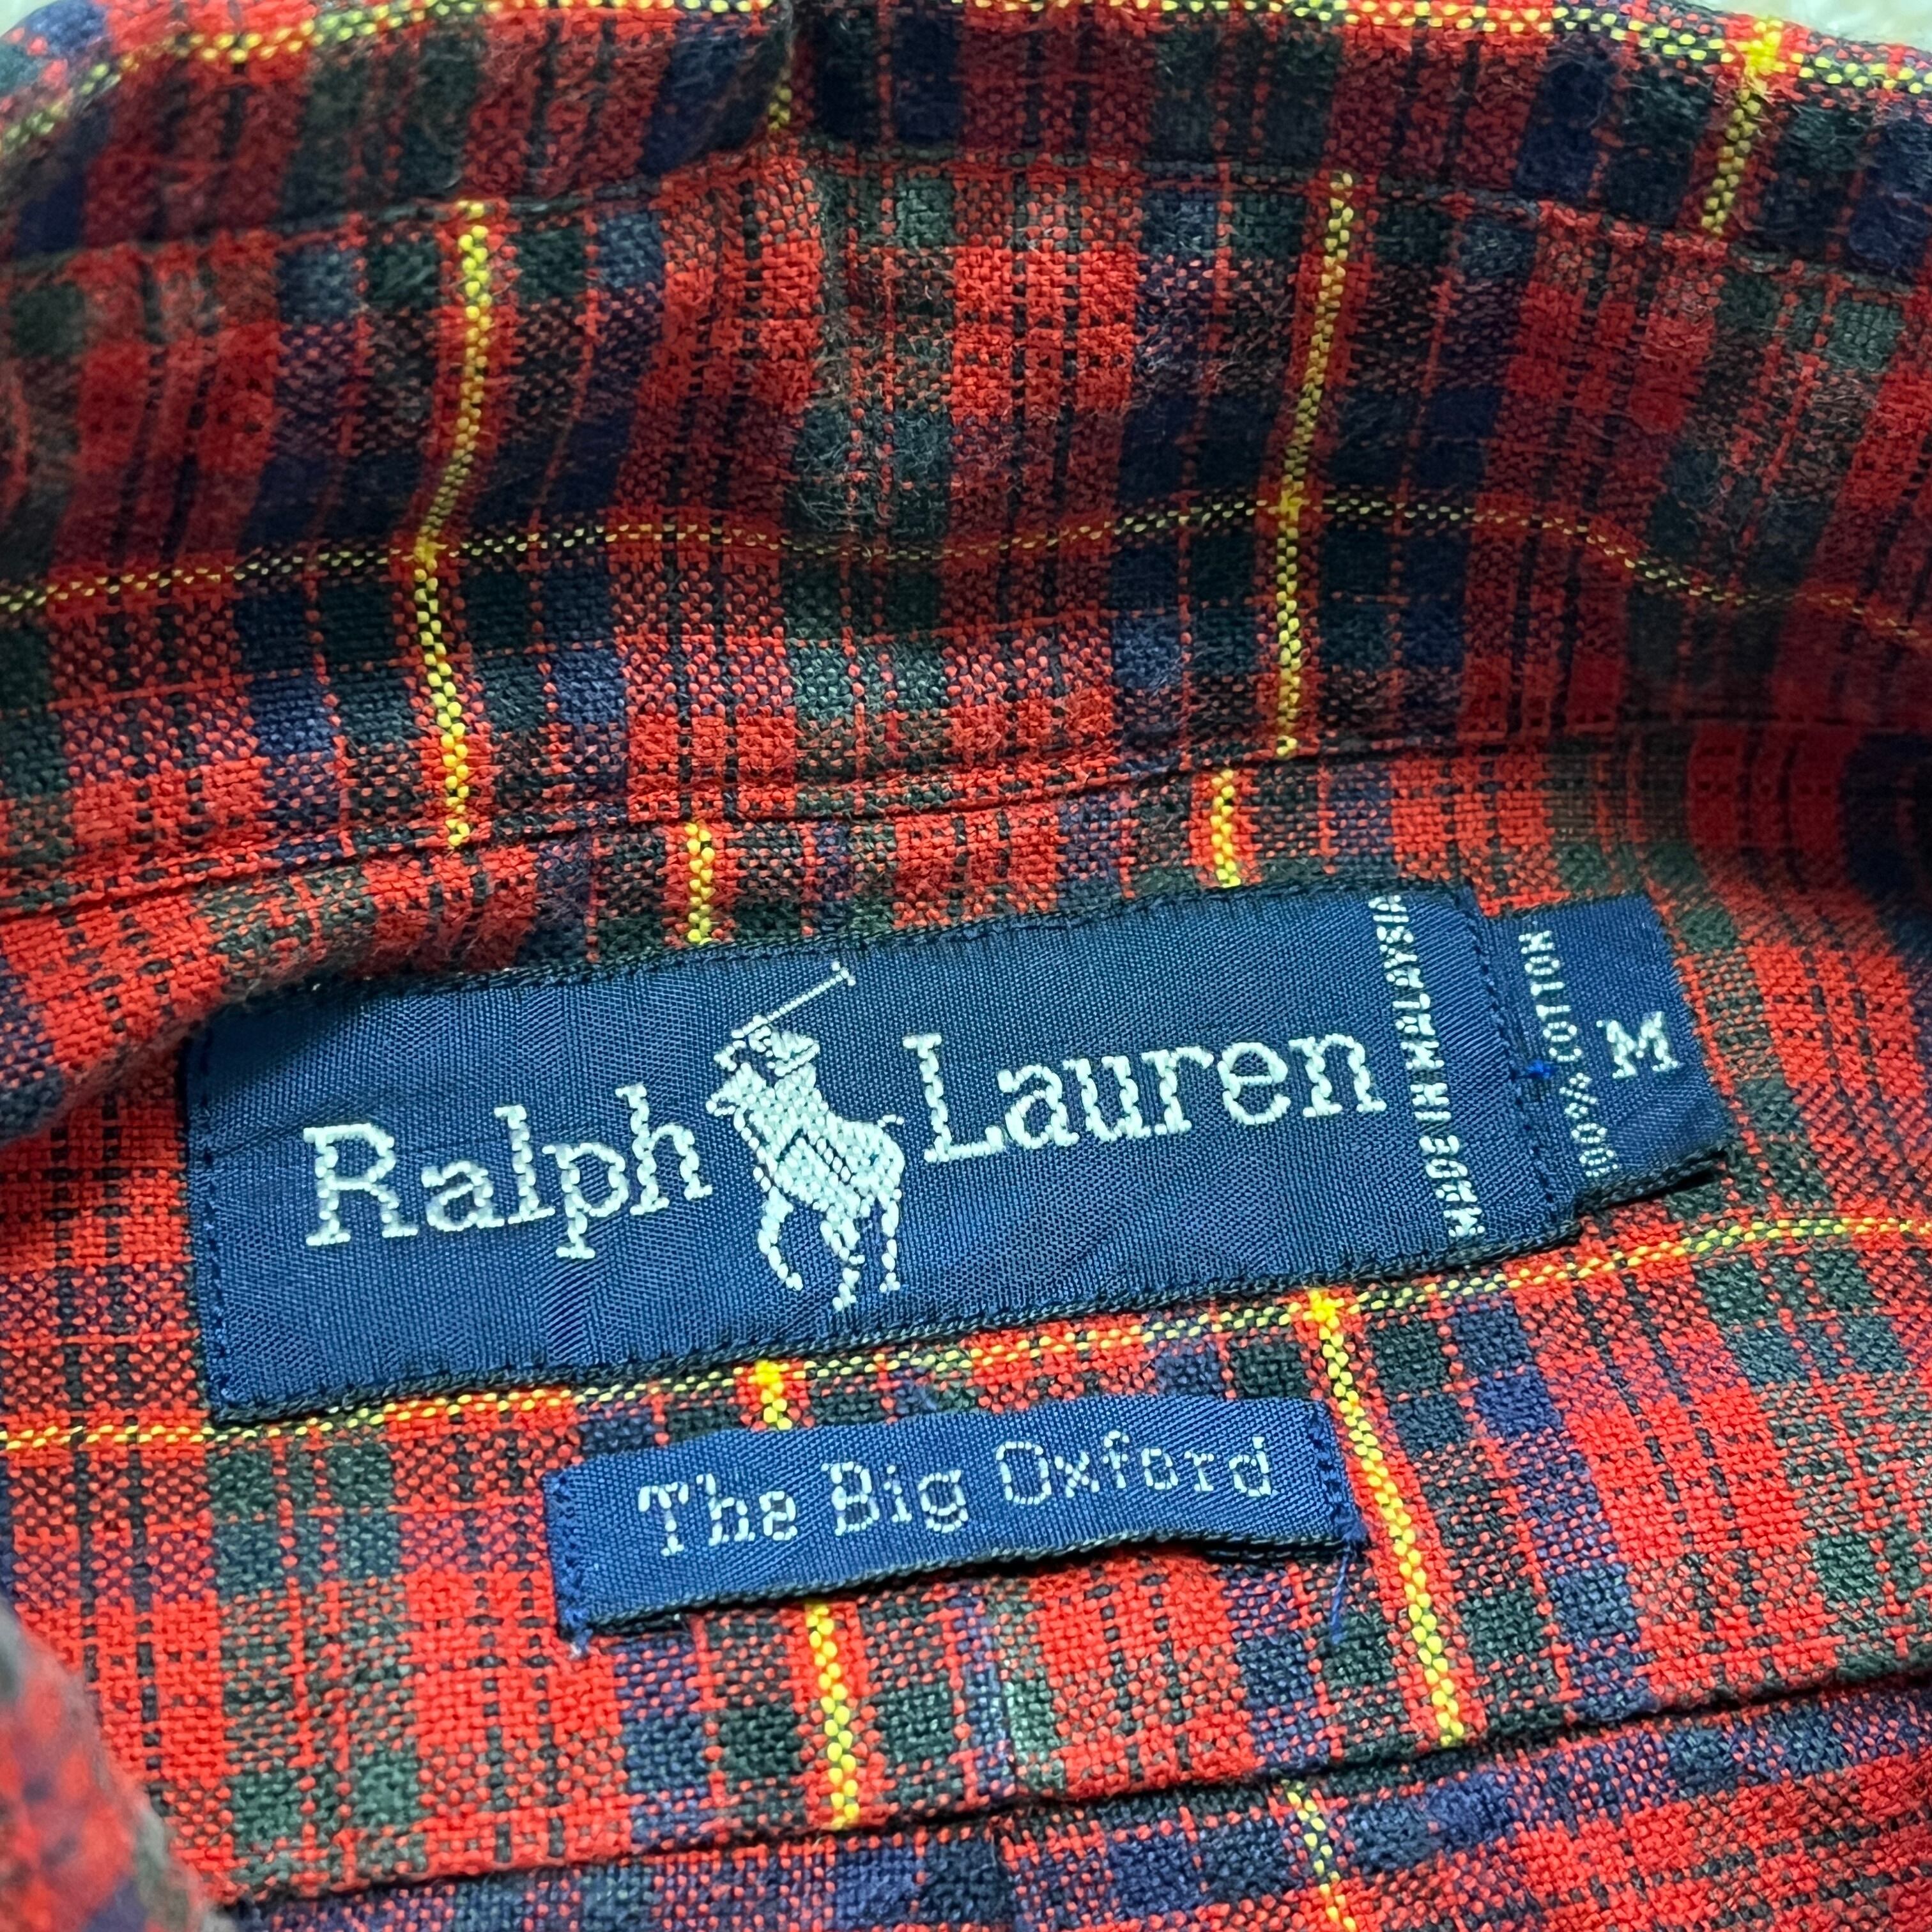 Ralph Lauren
MADE IN MALAYSIA
100% COTTON
M
The Big Oxford